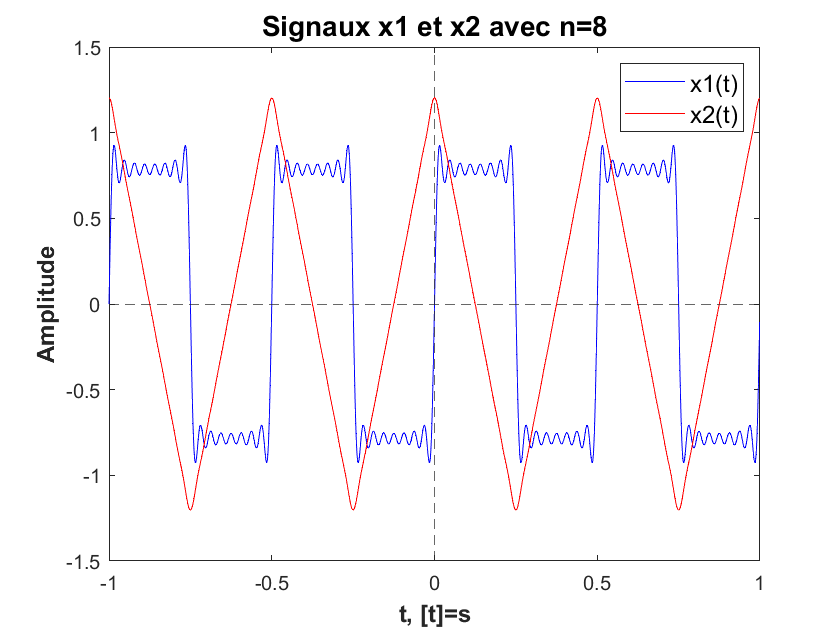 Signaux x1 et x2 avec n=8
1.5
1
0.5
0
-0.5
-1
-1.5
Amplitude
x1(t)
x2(t)
-1 -0.5 0 0.5 1
t, [t]=s